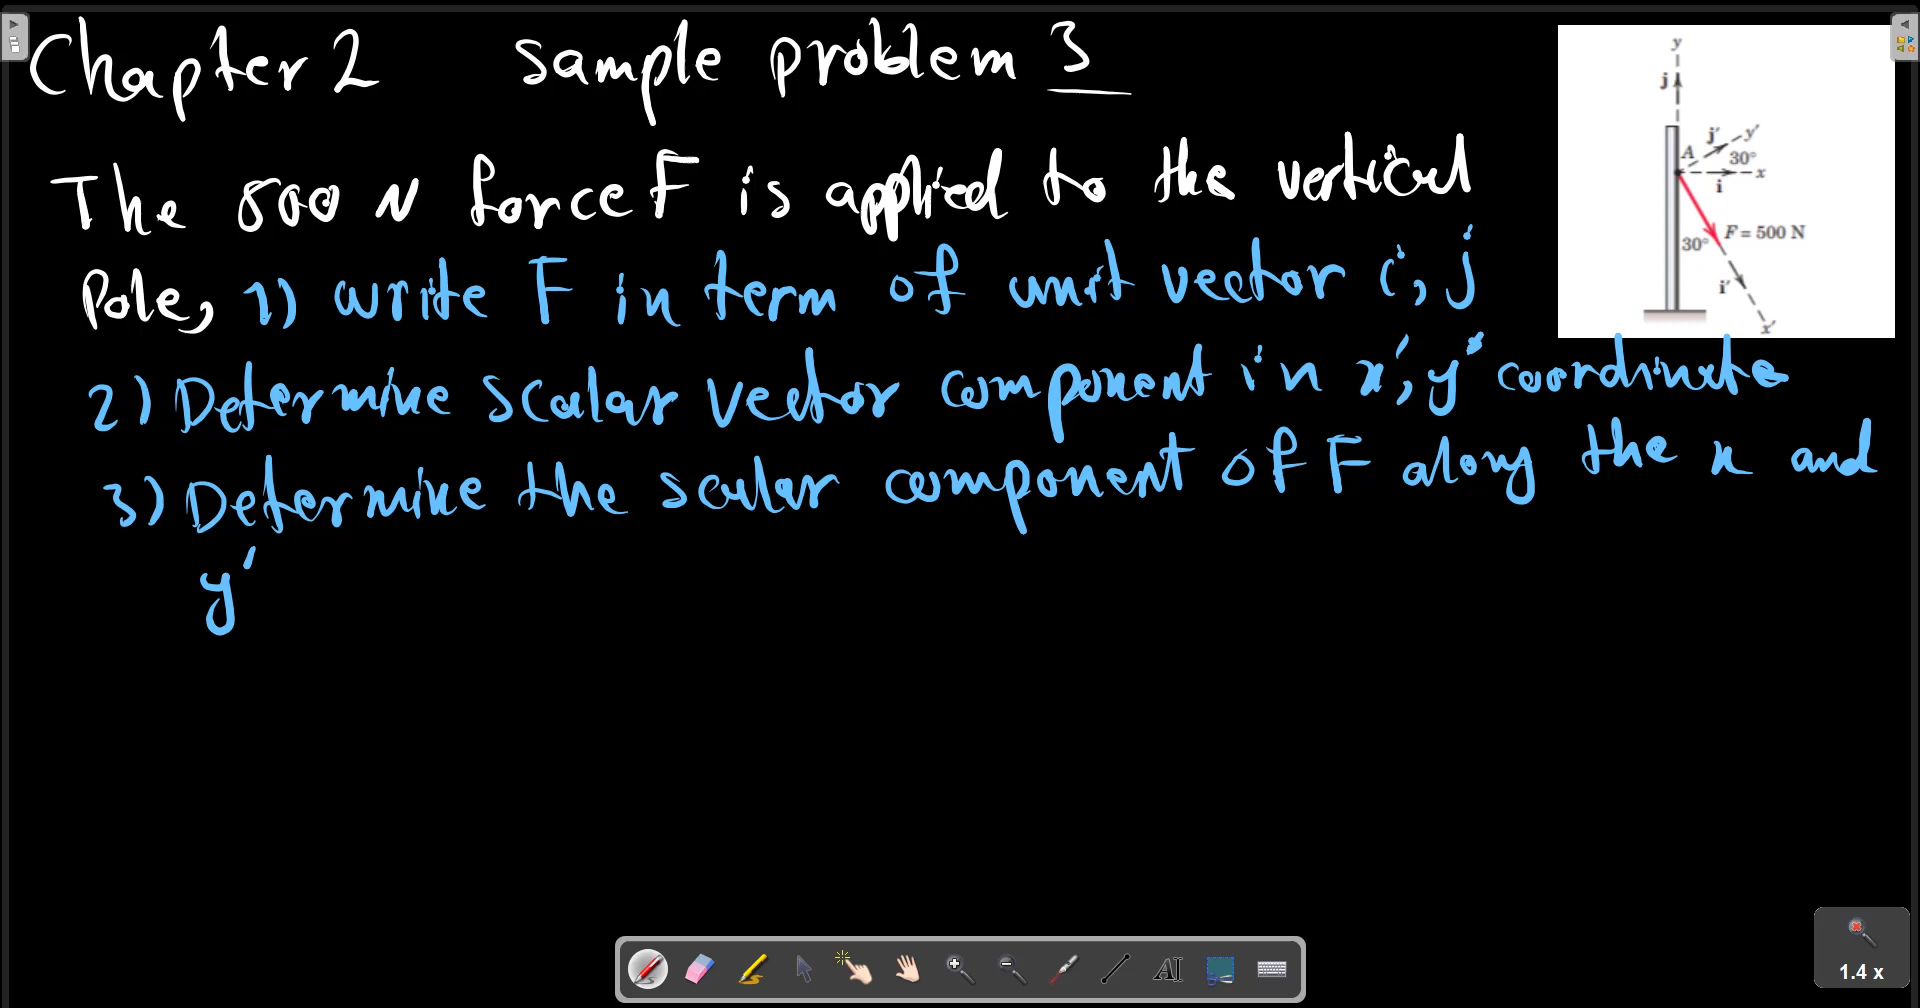 Chapter 2 sample problem 3
The 500 N force F is applied to the vertical
Pole, 1) write F in term of unit vector i, j
2) Determine scalar vector component in x', y' coordinate
3) Determine the scalar component of F along the x and
y'
y
j
j' y'
A 30°
i x
F = 500 N
30°
i'
x'
AI
1.4 x